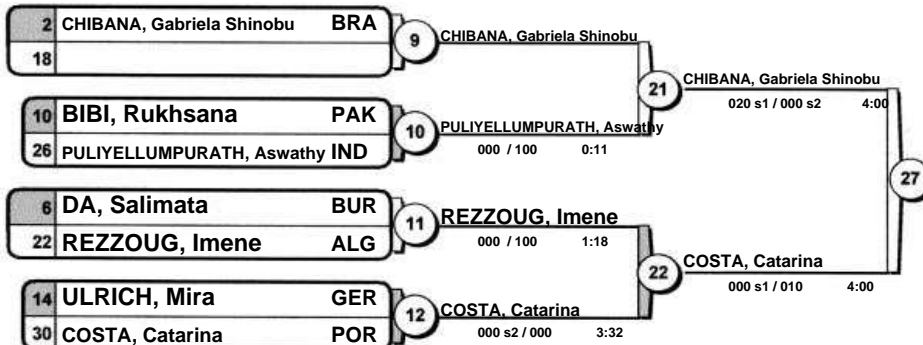 2 CHIBANA, Gabriela Shinobu BRA
18
9
CHIBANA, Gabriela Shinobu
10 BIBI, Rukhsana PAK
26 PULIYELLUMPURATH, Aswathy IND
10
PULIYELLUMPURATH, Aswathy
000 / 100 0:11
21
CHIBANA, Gabriela Shinobu
020 s1 / 000 s2 4:00
6 DA, Salimata BUR
22 REZZOUG, Imene ALG
11
REZZOUG, Imene
000 / 100 1:18
14 ULRICH, Mira GER
30 COSTA, Catarina POR
12
COSTA, Catarina
000 s2 / 000 3:32
22
COSTA, Catarina
000 s1 / 010 4:00
27